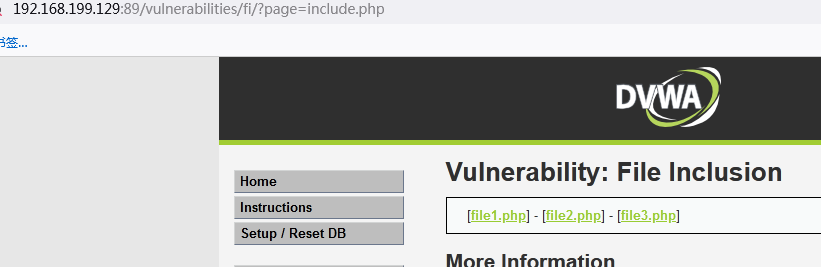 192.168.199.129:89/vulnerabilities/fi/?page=include.php
书签...
DVWA
Vulnerability: File Inclusion
Home
[file1.php] - [file2.php] - [file3.php]
Instructions
Setup / Reset DB
More Information